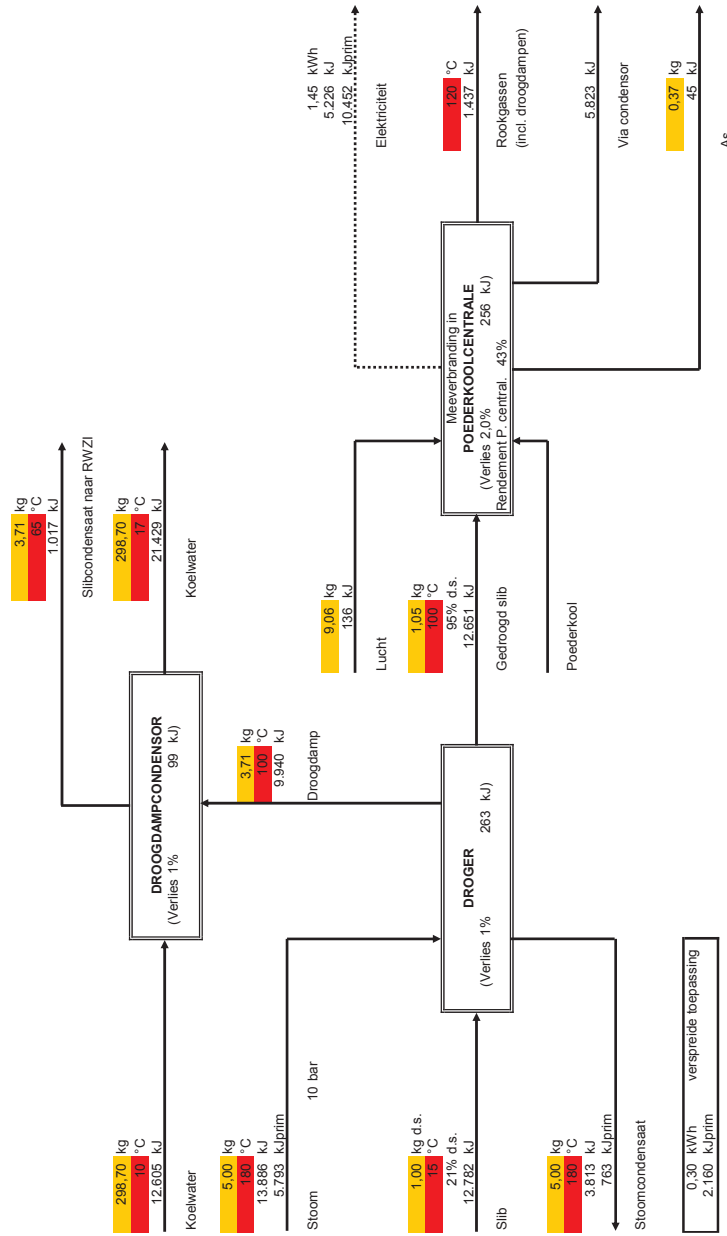 298,70 kg
10 °C
12.605 kJ
Koelwater
DROOGDAMPCONDENSOR
(Verlies 1% 99 kJ)
3,71 kg
65 °C
1.017 kJ
Slibcondensaat naar RWZI
298,70 kg
17 °C
21.429 kJ
Koelwater
5,00 kg
180 °C
13.886 kJ
5.793 kJprim
Stoom
10 bar
3,71 kg
100 °C
9.940 kJ
Droogdamp
1,00 kg d.s.
15 °C
21% d.s.
12.782 kJ
Slib
DROGER
(Verlies 1% 263 kJ)
5,00 kg
180 °C
3.813 kJ
763 kJprim
Stoomcondensaat
9,06 kg
136 kJ
Lucht
1,05 kg
100 °C
95% d.s.
12.651 kJ
Gedroogd slib
Poederkool
Meeverbranding in
POEDERKOOLCENTRALE
(Verlies 2,0% 256 kJ)
Rendement P. central. 43%
1,45 kWh
5.226 kJ
10.452 kJprim
Elektriciteit
120 °C
1.437 kJ
Rookgassen
(incl. droogdampen)
5.823 kJ
Via condensor
0,37 kg
45 kJ
As
0,30 kWh verspreide toepassing
2.160 kJprim